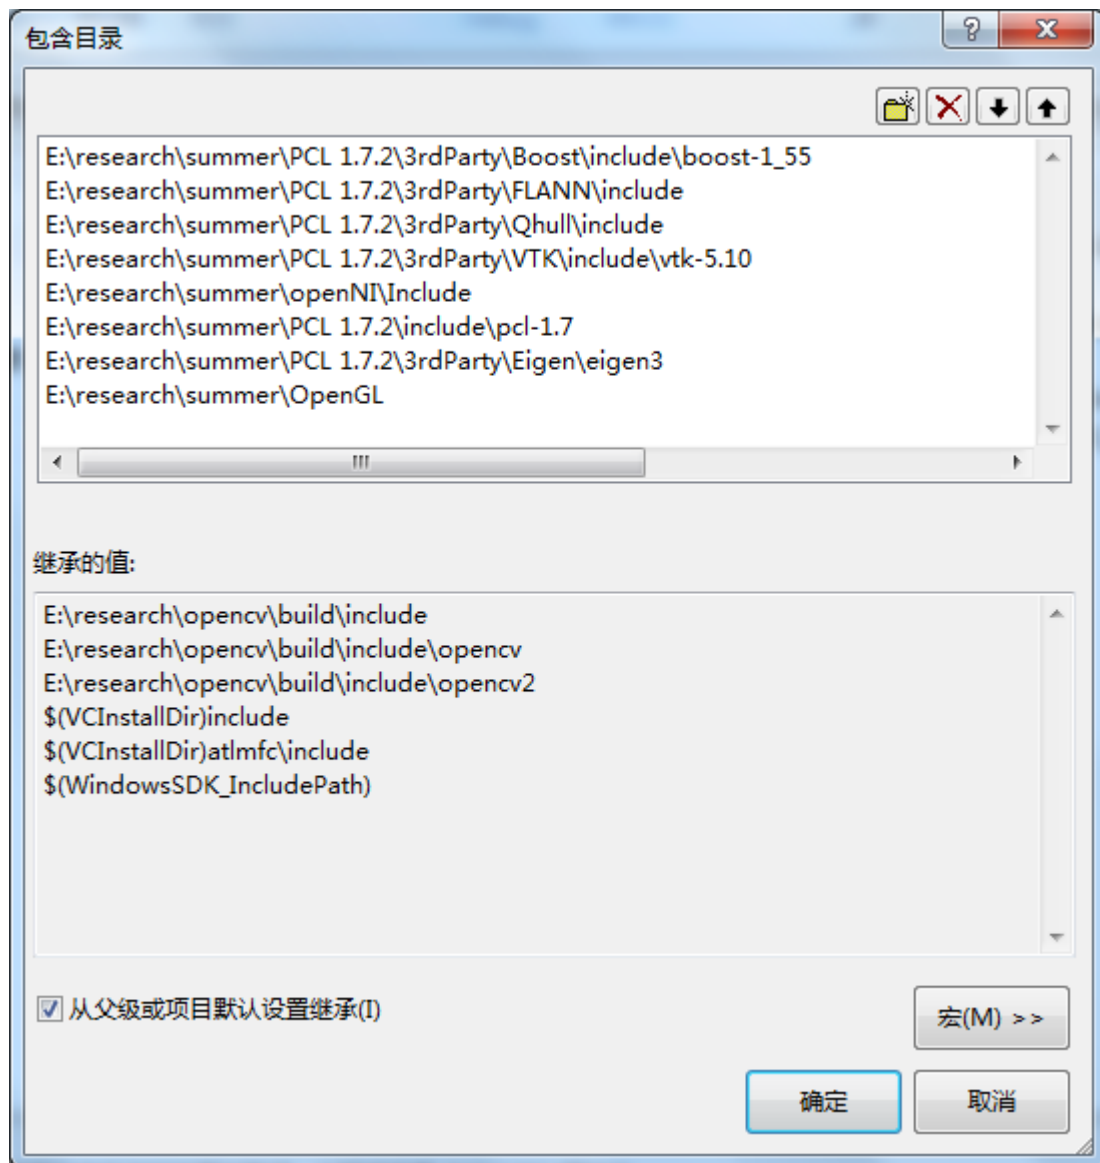 包含目录
E:\research\summer\PCL 1.7.2\3rdParty\Boost\include\boost-1_55
E:\research\summer\PCL 1.7.2\3rdParty\FLANN\include
E:\research\summer\PCL 1.7.2\3rdParty\Qhull\include
E:\research\summer\PCL 1.7.2\3rdParty\VTK\include\vtk-5.10
E:\research\summer\openNI\Include
E:\research\summer\PCL 1.7.2\include\pcl-1.7
E:\research\summer\PCL 1.7.2\3rdParty\Eigen\eigen3
E:\research\summer\OpenGL
继承的值:
E:\research\opencv\build\include
E:\research\opencv\build\include\opencv
E:\research\opencv\build\include\opencv2
$(VCInstallDir)include
$(VCInstallDir)atlmfc\include
$(WindowsSDK_IncludePath)
从父级或项目默认设置继承(I)
宏(M) >>
确定 取消